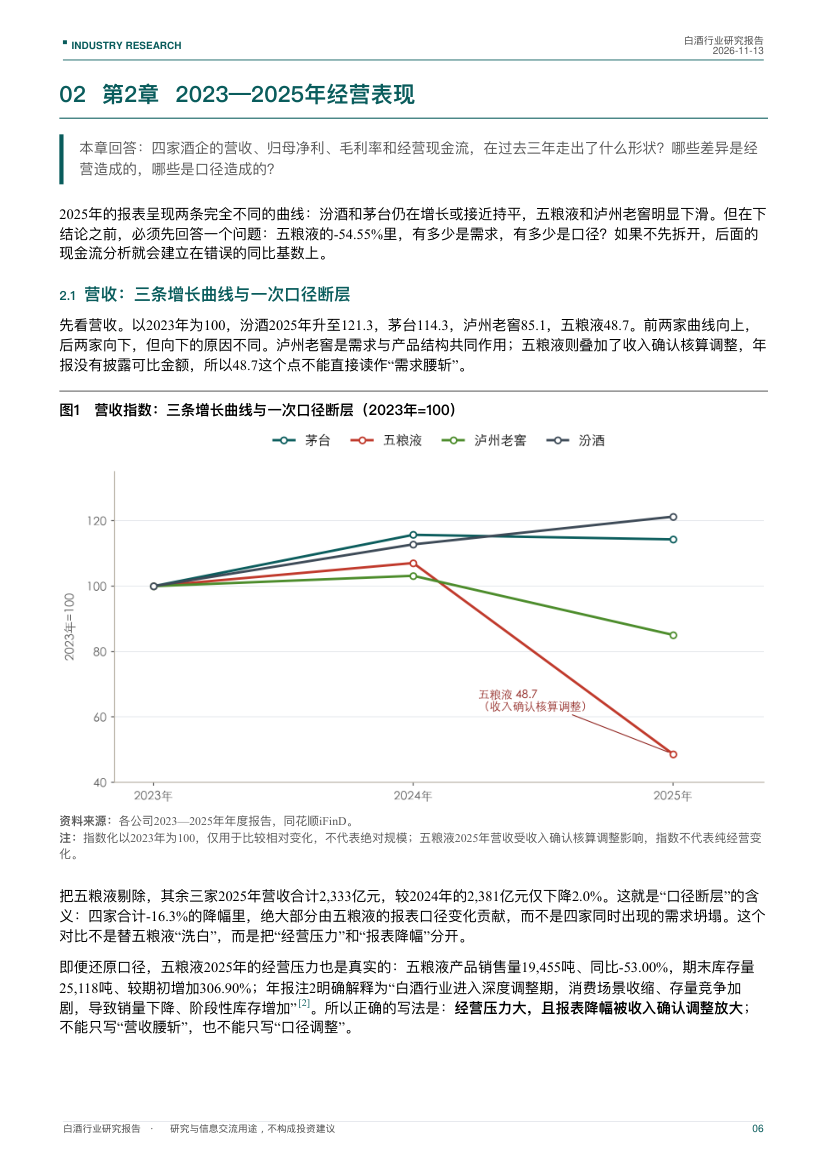 INDUSTRY RESEARCH
白酒行业研究报告
2026-11-13
02 第2章 2023—2025年经营表现
本章回答：四家酒企的营收、归母净利、毛利率和经营现金流，在过去三年走出了什么形状？哪些差异是经
营造成的，哪些是口径造成的？
2025年的报表呈现两条完全不同的曲线：汾酒和茅台仍在增长或接近持平，五粮液和泸州老窖明显下滑。但在下
结论之前，必须先回答一个问题：五粮液的-54.55%里，有多少是需求，有多少是口径？如果不先拆开，后面的
现金流分析就会建立在错误的同比基数上。
2.1 营收：三条增长曲线与一次口径断层
先看营收。以2023年为100，汾酒2025年升至121.3，茅台114.3，泸州老窖85.1，五粮液48.7。前两家曲线向上，
后两家向下，但向下的原因不同。泸州老窖是需求与产品结构共同作用；五粮液则叠加了收入确认核算调整，年
报没有披露可比金额，所以48.7这个点不能直接读作“需求腰斩”。
图1 营收指数：三条增长曲线与一次口径断层（2023年=100）
茅台 五粮液 泸州老窖 汾酒
120
100
80
60
40
2023年=100
五粮液 48.7
（收入确认核算调整）
2023年 2024年 2025年
资料来源：各公司2023—2025年年度报告，同花顺iFinD。
注：指数化以2023年为100，仅用于比较相对变化，不代表绝对规模；五粮液2025年营收受收入确认核算调整影响，指数不代表纯经营变
化。
把五粮液剔除，其余三家2025年营收合计2,333亿元，较2024年的2,381亿元仅下降2.0%。这就是“口径断层”的含
义：四家合计-16.3%的降幅里，绝大部分由五粮液的报表口径变化贡献，而不是四家同时出现的需求坍塌。这个
对比不是替五粮液“洗白”，而是把“经营压力”和“报表降幅”分开。
即便还原口径，五粮液2025年的经营压力也是真实的：五粮液产品销售量19,455吨、同比-53.00%，期末库存量
25,118吨、较期初增加306.90%；年报注2明确解释为“白酒行业进入深度调整期，消费场景收缩、存量竞争加
剧，导致销量下降、阶段性库存增加”[2]。所以正确的写法是：经营压力大，且报表降幅被收入确认调整放大；
不能只写“营收腰斩”，也不能只写“口径调整”。
白酒行业研究报告 · 研究与信息交流用途，不构成投资建议
06